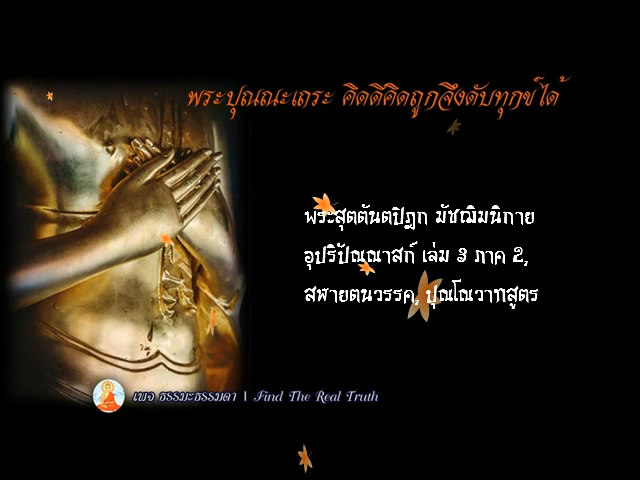 พระปุณณะเถระ คิดดีคิดถูกจึงดับทุกข์ได้
พระสุตตันตปิฎก มัชฌิมนิกาย
อุปริปัณณาสก์ เล่ม 3 ภาค 2,
สฬายตนวรรค, ปุณโณวาทสูตร
เพจ ธรรมะธรรมดา | Find The Real Truth